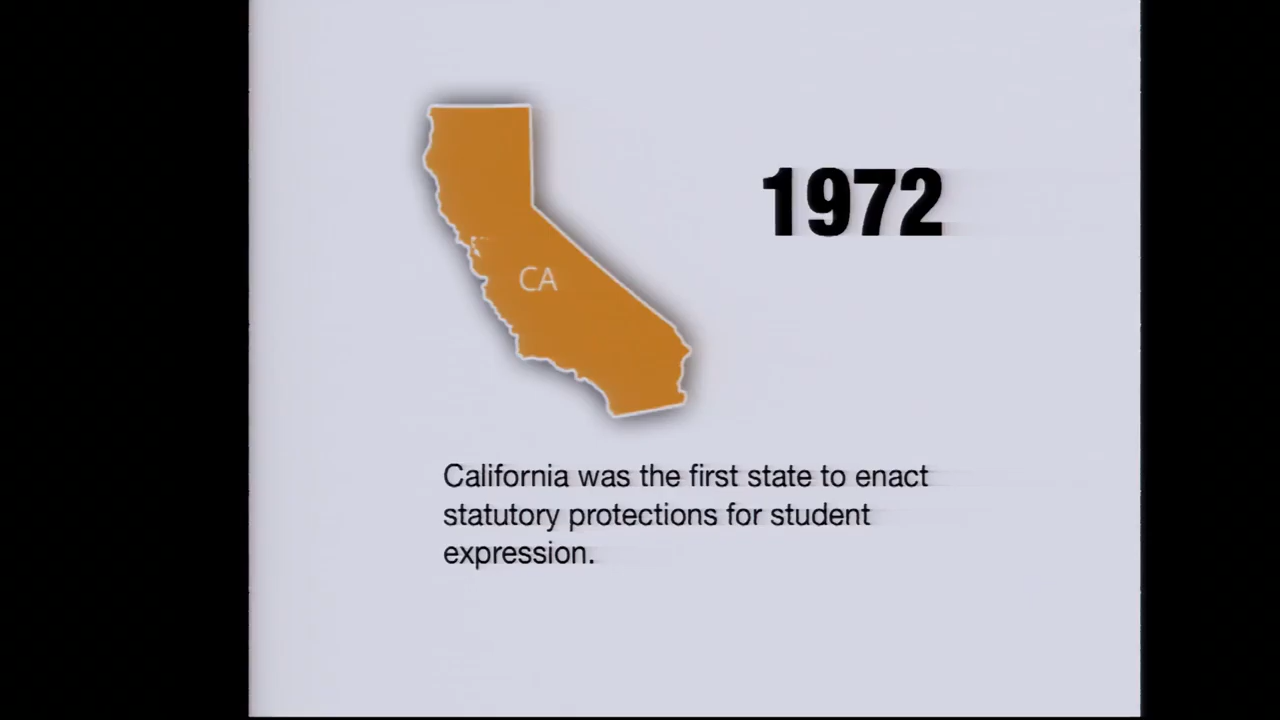 1972
CA
California was the first state to enact
statutory protections for student
expression.